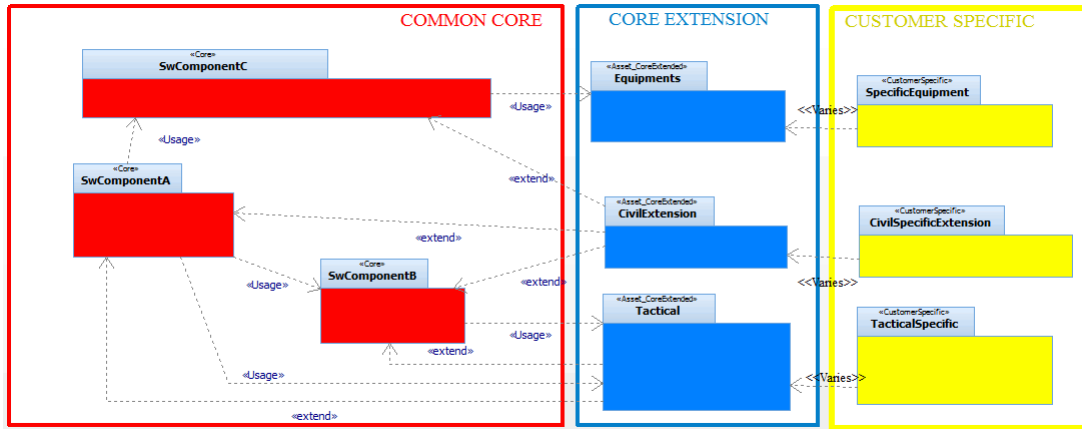 COMMON CORE
CORE EXTENSION
CUSTOMER SPECIFIC
«Core»
SwComponentC
«Asset_CoreExtended»
Equipments
«CustomerSpecific»
SpecificEquipment
«Usage»
<<Varies>>
«Usage»
«Core»
SwComponentA
«extend»
«Asset_CoreExtended»
CivilExtension
«CustomerSpecific»
CivilSpecificExtension
«extend»
«Core»
SwComponentB
«Usage»
«extend»
<<Varies>>
«Asset_CoreExtended»
Tactical
«CustomerSpecific»
TacticalSpecific
«Usage»
«extend»
«Usage»
<<Varies>>
«extend»